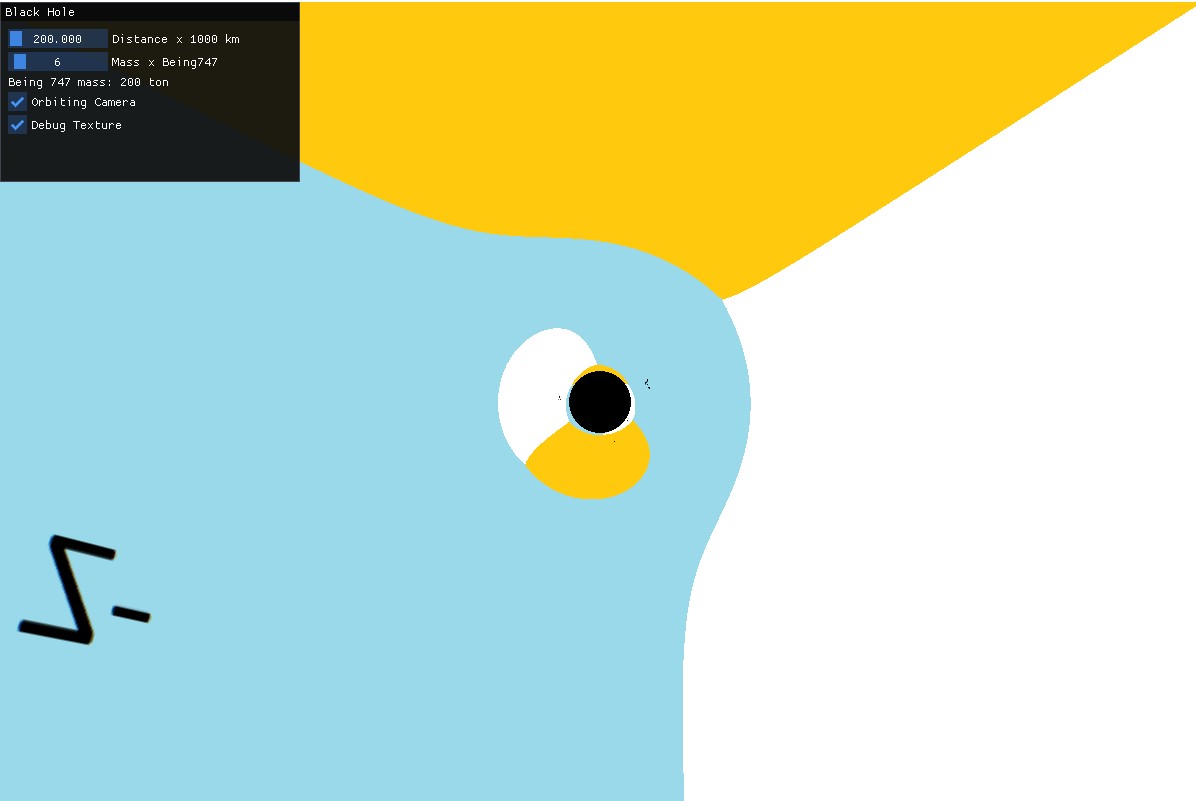 Black Hole
200.000 Distance x 1000 km
6 Mass x Being747
Being 747 mass: 200 ton
Orbiting Camera
Debug Texture
Z-